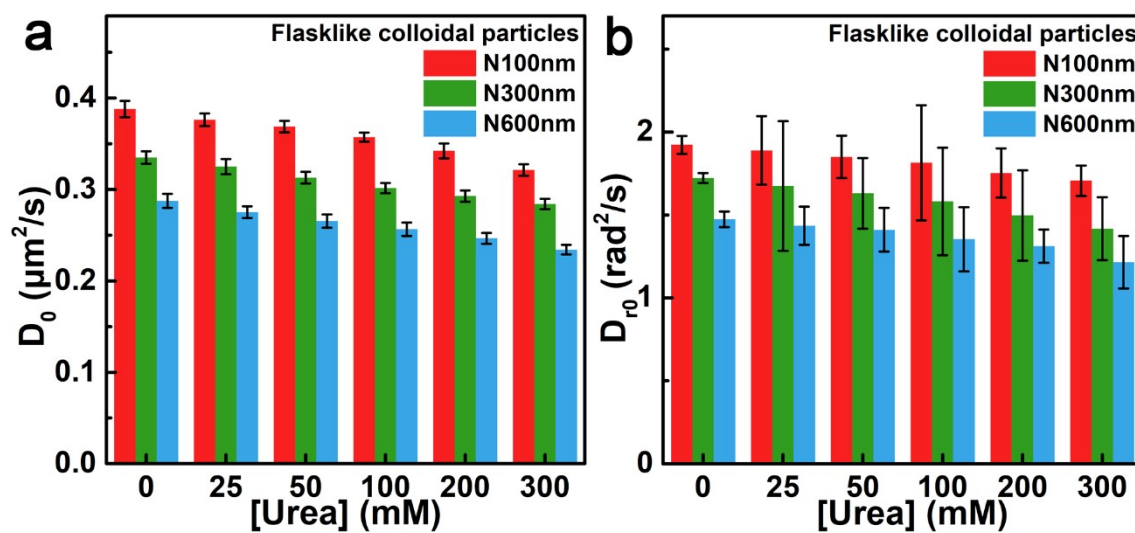 a
Flasklike colloidal particles
N100nm
N300nm
N600nm
D0 (μm²/s)
0.4
0.3
0.2
0.1
0.0
0 25 50 100 200 300
[Urea] (mM)
b
Flasklike colloidal particles
N100nm
N300nm
N600nm
Dr0 (rad²/s)
2
1
0
0 25 50 100 200 300
[Urea] (mM)